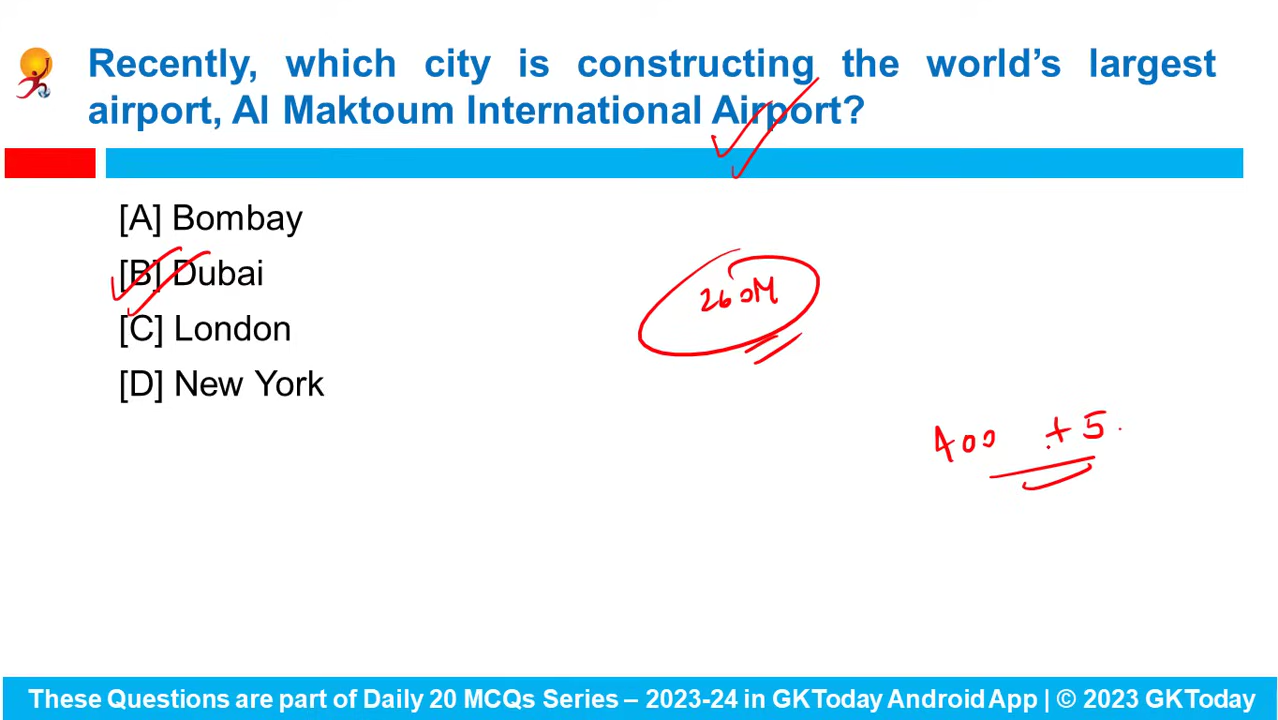 Recently, which city is constructing the world's largest
airport, Al Maktoum International Airport?
[A] Bombay
[B] Dubai
[C] London
[D] New York
260M
400 +5
These Questions are part of Daily 20 MCQs Series – 2023-24 in GKToday Android App | © 2023 GKToday